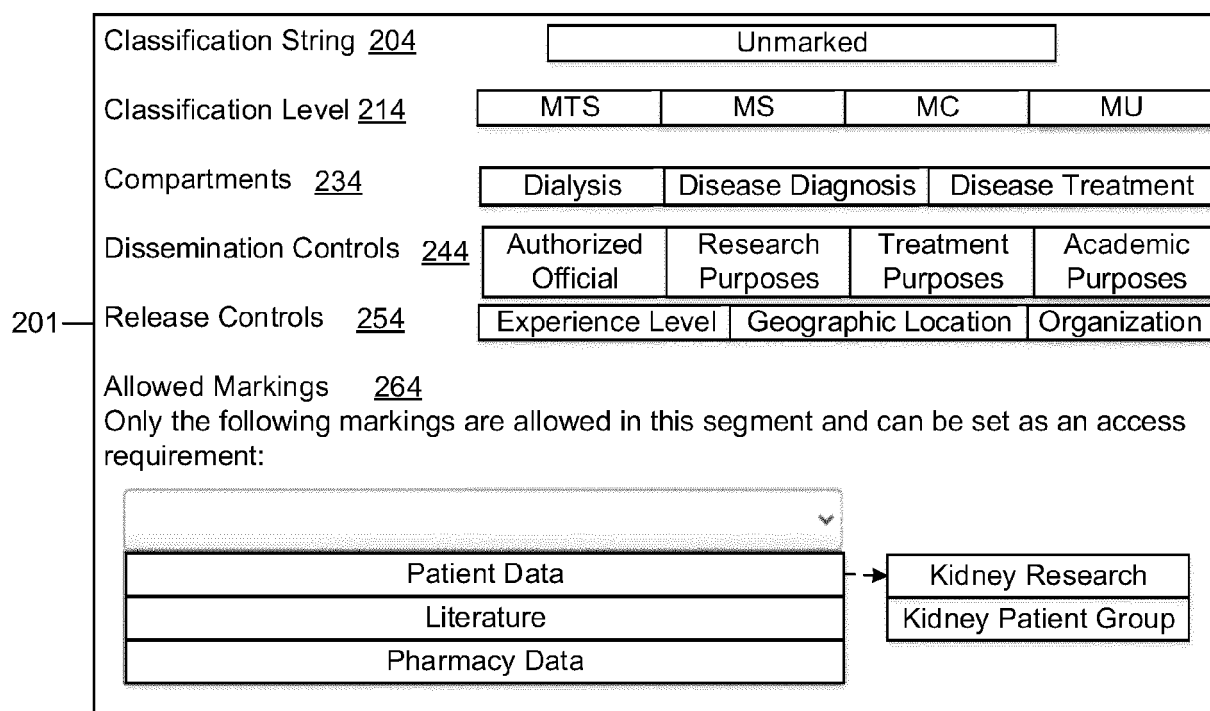 Classification String 204 Unmarked
Classification Level 214 MTS MS MC MU
Compartments 234 Dialysis Disease Diagnosis Disease Treatment
Dissemination Controls 244 Authorized Official Research Purposes Treatment Purposes Academic Purposes
201 Release Controls 254 Experience Level Geographic Location Organization
Allowed Markings 264
Only the following markings are allowed in this segment and can be set as an access
requirement:
Patient Data Kidney Research
Literature Kidney Patient Group
Pharmacy Data